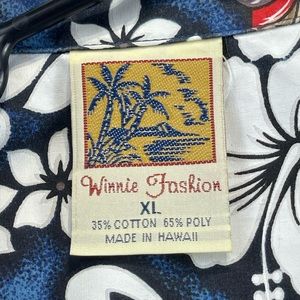 Winnie Fashion
XL
35% COTTON 65% POLY
MADE IN HAWAII